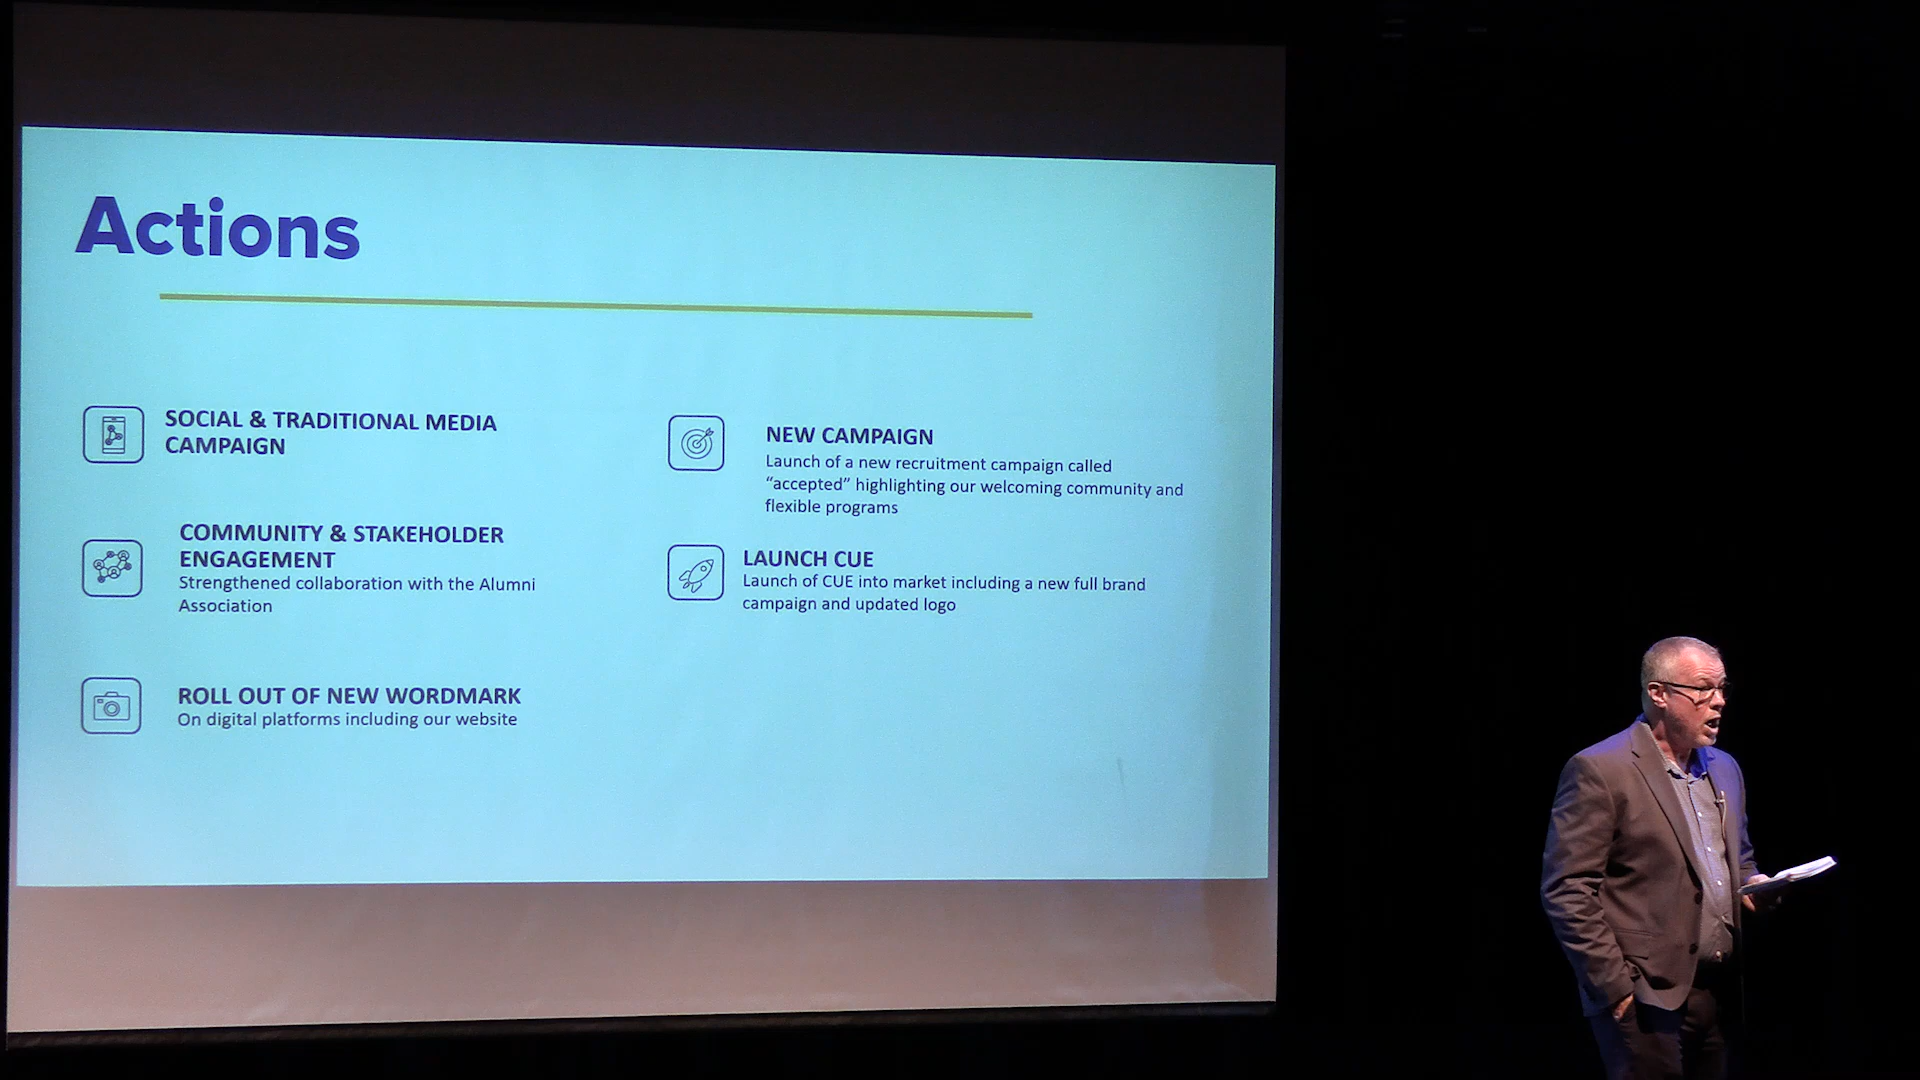 Actions
SOCIAL & TRADITIONAL MEDIA
CAMPAIGN
COMMUNITY & STAKEHOLDER
ENGAGEMENT
Strengthened collaboration with the Alumni
Association
ROLL OUT OF NEW WORDMARK
On digital platforms including our website
NEW CAMPAIGN
Launch of a new recruitment campaign called
“accepted” highlighting our welcoming community and
flexible programs
LAUNCH CUE
Launch of CUE into market including a new full brand
campaign and updated logo